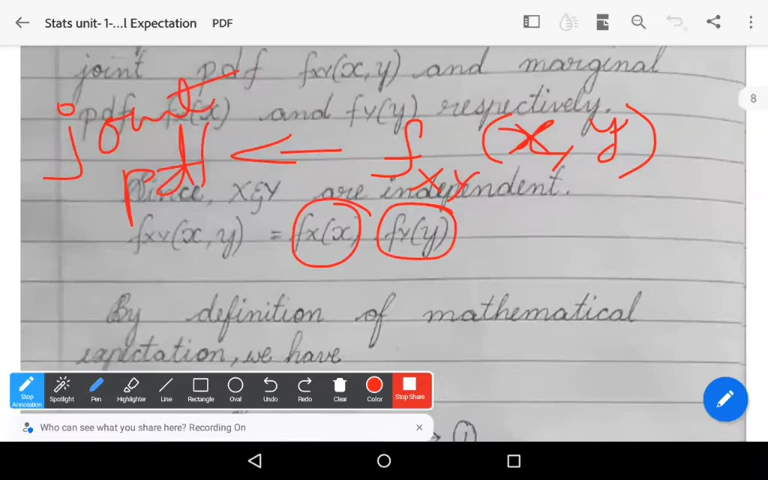 Stats unit- 1-...l Expectation PDF
joint pdf fxy(x,y) and marginal
pdf fx(x) and fy(y) respectively.
joint
pdf ← f XY (x, y)
Since, X&Y are independent.
fxy(x,y) = fx(x) fy(y)
By definition of mathematical
expectation, we have
Stop Annotation Spotlight Pen Highlighter Line Rectangle Oval Undo Redo Clear Color Stop Share
Who can see what you share here? Recording On
→ ①
8